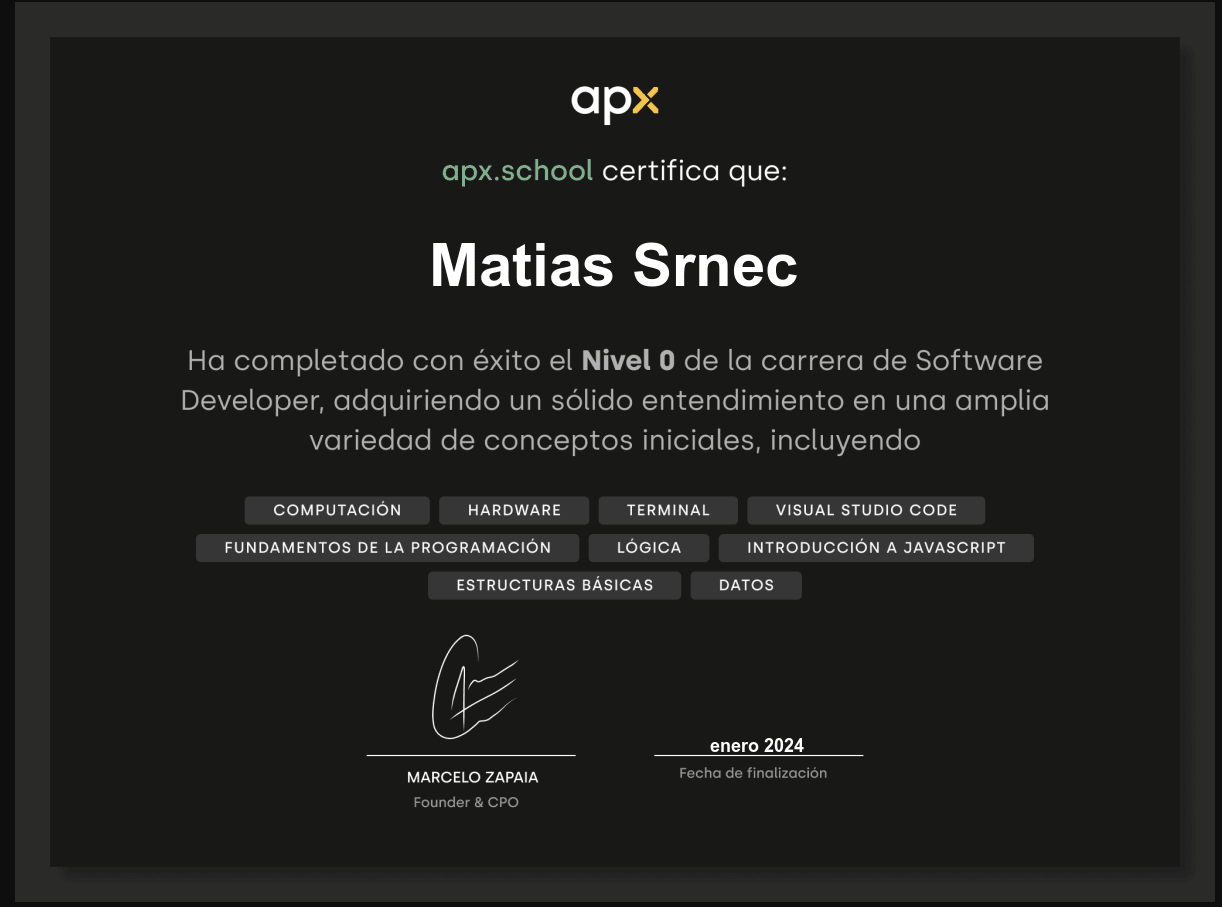 apx
apx.school certifica que:
Matias Srnec
Ha completado con éxito el Nivel 0 de la carrera de Software
Developer, adquiriendo un sólido entendimiento en una amplia
variedad de conceptos iniciales, incluyendo
COMPUTACIÓN HARDWARE TERMINAL VISUAL STUDIO CODE
FUNDAMENTOS DE LA PROGRAMACIÓN LÓGICA INTRODUCCIÓN A JAVASCRIPT
ESTRUCTURAS BÁSICAS DATOS
enero 2024
MARCELO ZAPAIA Fecha de finalización
Founder & CPO